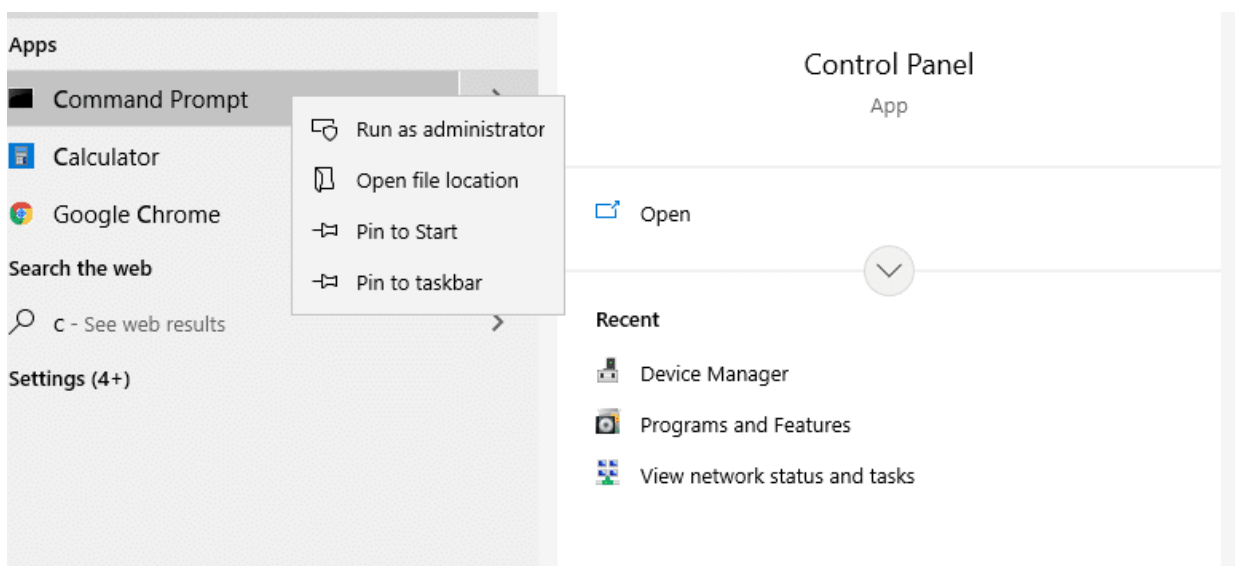 Apps
Command Prompt
Calculator
Google Chrome
Search the web
c - See web results
Settings (4+)
Run as administrator
Open file location
Pin to Start
Pin to taskbar
Control Panel
App
Open
Recent
Device Manager
Programs and Features
View network status and tasks